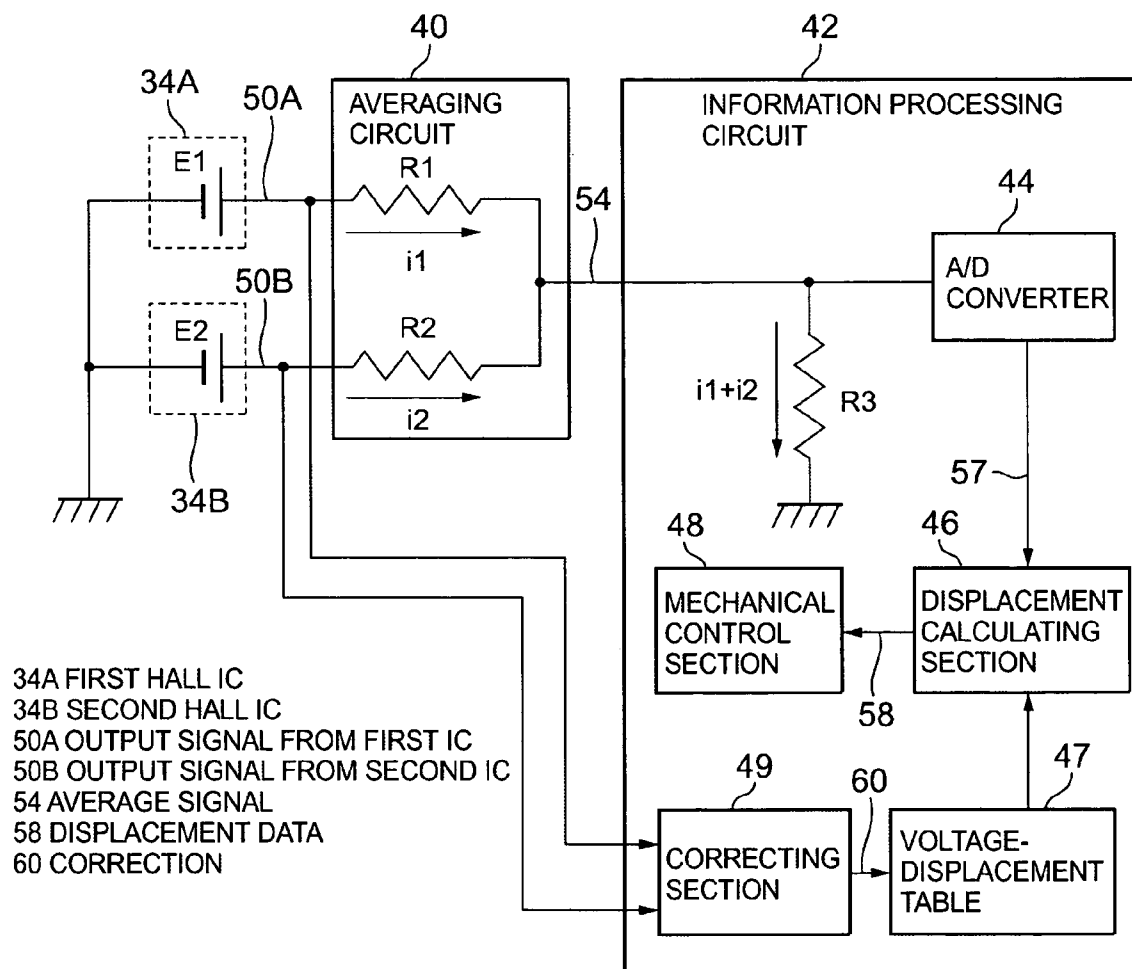 40
42
34A
50A
AVERAGING
CIRCUIT
INFORMATION PROCESSING
CIRCUIT
E1
R1
54
44
i1
A/D
CONVERTER
50B
E2
R2
i1+i2
R3
i2
34B
57
48
46
MECHANICAL
CONTROL
SECTION
DISPLACEMENT
CALCULATING
SECTION
58
34A FIRST HALL IC
34B SECOND HALL IC
50A OUTPUT SIGNAL FROM FIRST IC
50B OUTPUT SIGNAL FROM SECOND IC
54 AVERAGE SIGNAL
58 DISPLACEMENT DATA
60 CORRECTION
49
60
47
CORRECTING
SECTION
VOLTAGE-
DISPLACEMENT
TABLE